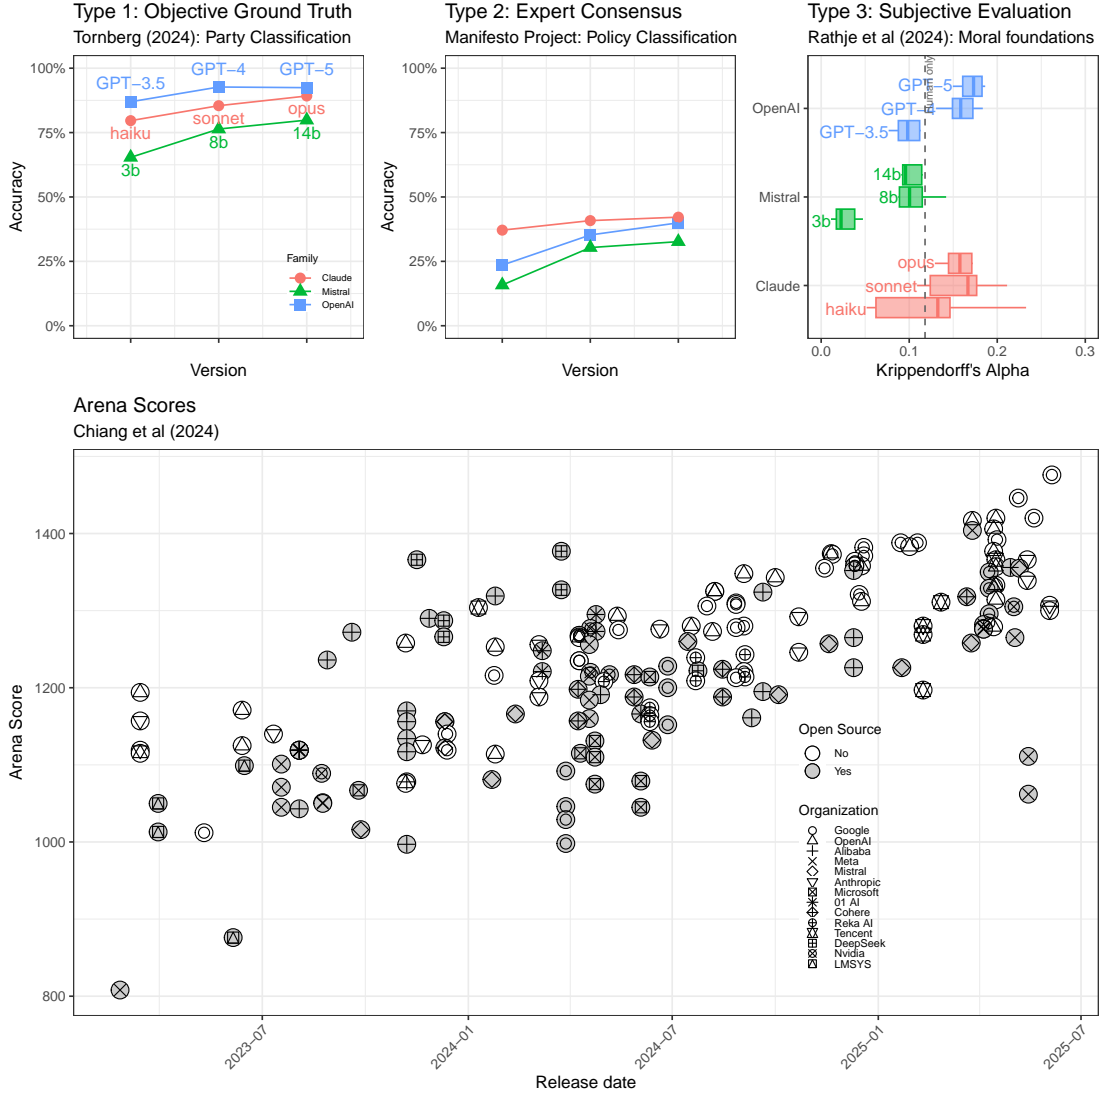 Type 1: Objective Ground Truth
Tornberg (2024): Party Classification
100%
75%
50%
25%
0%
Accuracy
GPT−3.5
GPT−4
GPT−5
haiku
sonnet
opus
3b
8b
14b
Family
Claude
Mistral
OpenAI
Version
Type 2: Expert Consensus
Manifesto Project: Policy Classification
100%
75%
50%
25%
0%
Accuracy
Version
Type 3: Subjective Evaluation
Rathje et al (2024): Moral foundations
OpenAI
Mistral
Claude
Human only
GPT−5
GPT−4
GPT−3.5
14b
8b
3b
opus
sonnet
haiku
0.0
0.1
0.2
0.3
Krippendorff's Alpha
Arena Scores
Chiang et al (2024)
Arena Score
1400
1200
1000
800
Open Source
No
Yes
Organization
Google
OpenAI
Alibaba
Meta
Mistral
Anthropic
Microsoft
01 AI
Cohere
Reka AI
Tencent
DeepSeek
Nvidia
LMSYS
2023−07
2024−01
2024−07
2025−01
2025−07
Release date